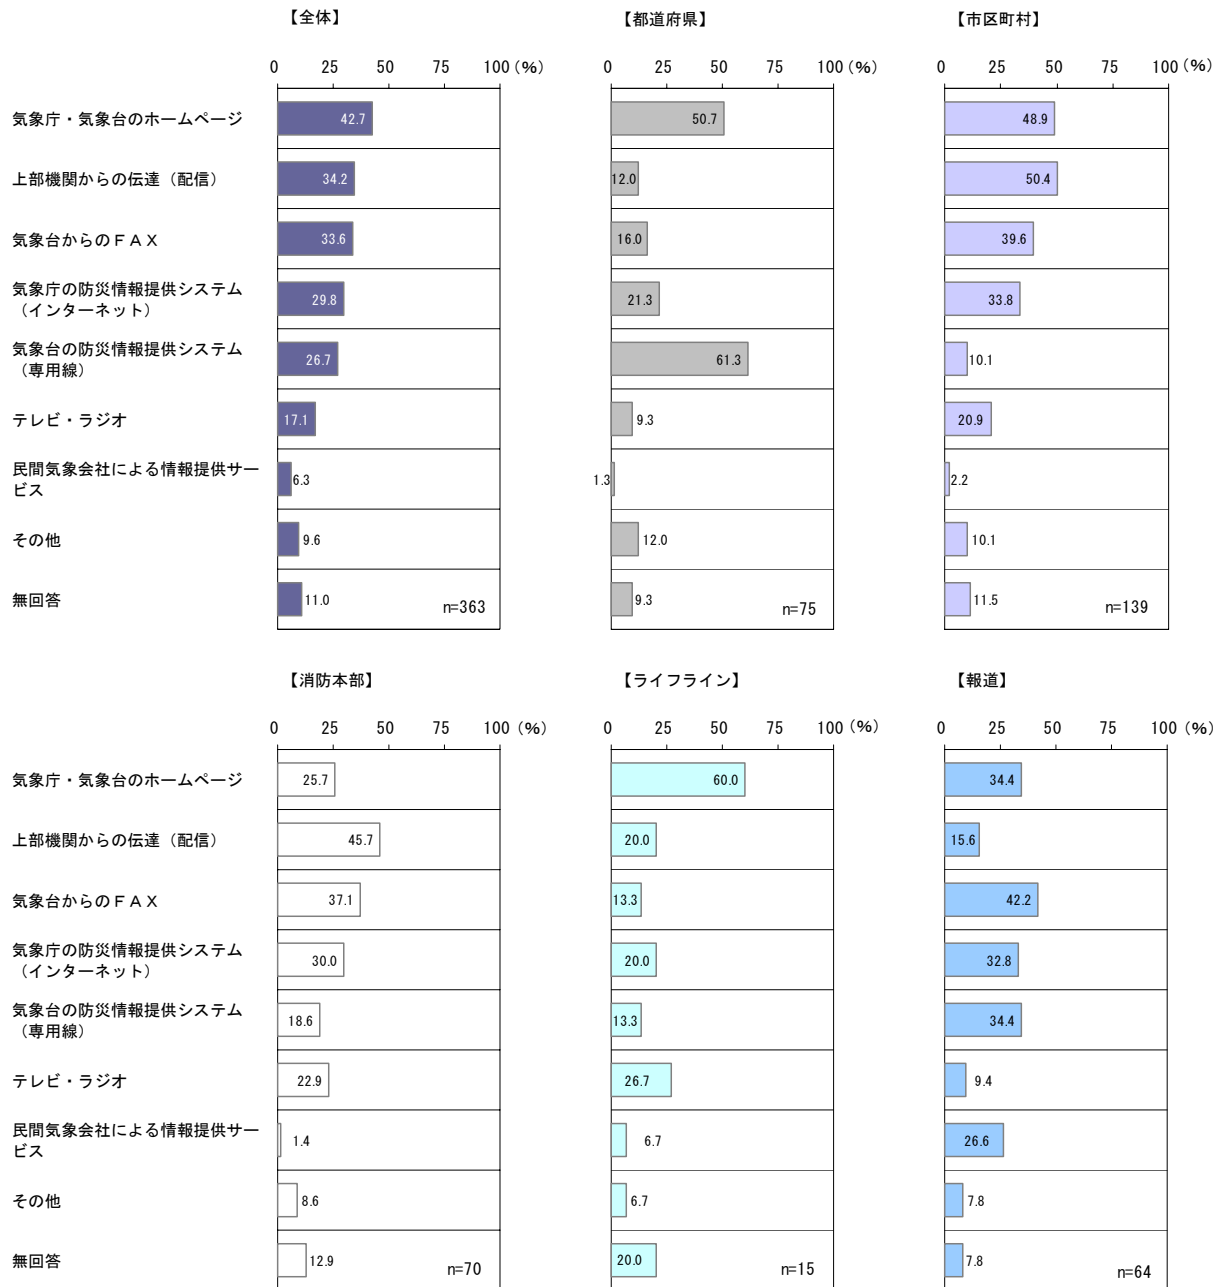 【全体】 【都道府県】 【市区町村】
0 25 50 75 100 (%) 0 25 50 75 100 (%) 0 25 50 75 100 (%)
気象庁・気象台のホームページ 42.7 50.7 48.9
上部機関からの伝達（配信） 34.2 12.0 50.4
気象台からのＦＡＸ 33.6 16.0 39.6
気象庁の防災情報提供システム
（インターネット） 29.8 21.3 33.8
気象台の防災情報提供システム
（専用線） 26.7 61.3 10.1
テレビ・ラジオ 17.1 9.3 20.9
民間気象会社による情報提供サー
ビス 6.3 1.3 2.2
その他 9.6 12.0 10.1
無回答 11.0 n=363 9.3 n=75 11.5 n=139
【消防本部】 【ライフライン】 【報道】
0 25 50 75 100 (%) 0 25 50 75 100 (%) 0 25 50 75 100 (%)
気象庁・気象台のホームページ 25.7 60.0 34.4
上部機関からの伝達（配信） 45.7 20.0 15.6
気象台からのＦＡＸ 37.1 13.3 42.2
気象庁の防災情報提供システム
（インターネット） 30.0 20.0 32.8
気象台の防災情報提供システム
（専用線） 18.6 13.3 34.4
テレビ・ラジオ 22.9 26.7 9.4
民間気象会社による情報提供サー
ビス 1.4 6.7 26.6
その他 8.6 6.7 7.8
無回答 12.9 n=70 20.0 n=15 7.8 n=64